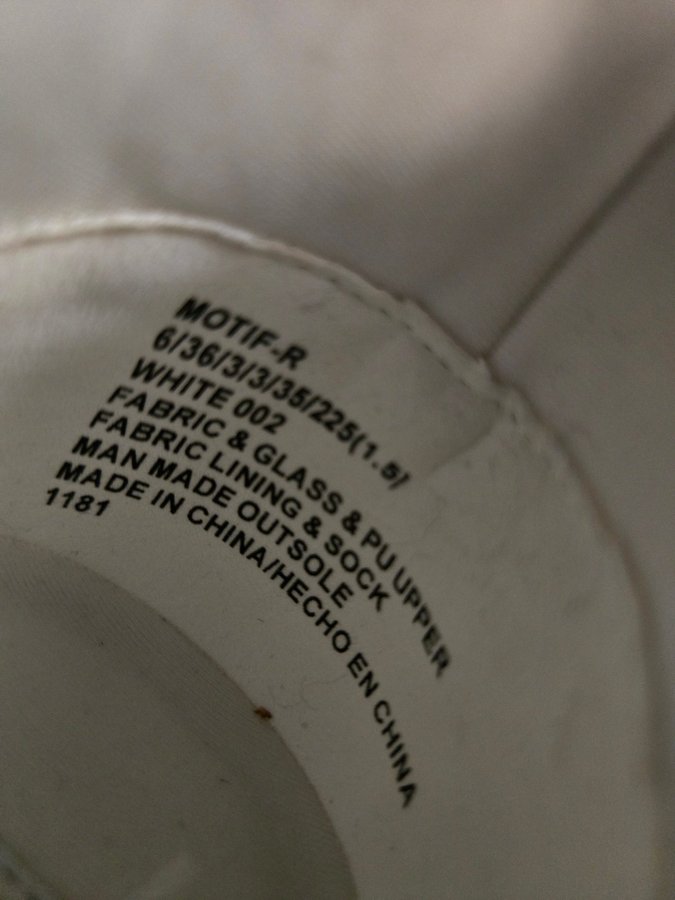 MOTIF-R
6/36/3/3/35/225(1.5)
WHITE 002
FABRIC & GLASS & PU UPPER
FABRIC LINING & SOCK
MAN MADE OUTSOLE
MADE IN CHINA/HECHO EN CHINA
1181